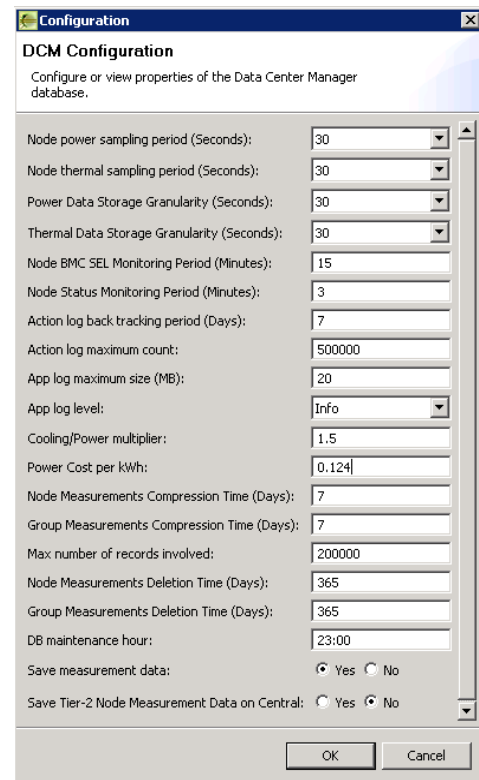 Configuration
DCM Configuration
Configure or view properties of the Data Center Manager
database.
Node power sampling period (Seconds): 30
Node thermal sampling period (Seconds): 30
Power Data Storage Granularity (Seconds): 30
Thermal Data Storage Granularity (Seconds): 30
Node BMC SEL Monitoring Period (Minutes): 15
Node Status Monitoring Period (Minutes): 3
Action log back tracking period (Days): 7
Action log maximum count: 500000
App log maximum size (MB): 20
App log level: Info
Cooling/Power multiplier: 1.5
Power Cost per kWh: 0.124
Node Measurements Compression Time (Days): 7
Group Measurements Compression Time (Days): 7
Max number of records involved: 200000
Node Measurements Deletion Time (Days): 365
Group Measurements Deletion Time (Days): 365
DB maintenance hour: 23:00
Save measurement data: Yes No
Save Tier-2 Node Measurement Data on Central: Yes No
OK Cancel